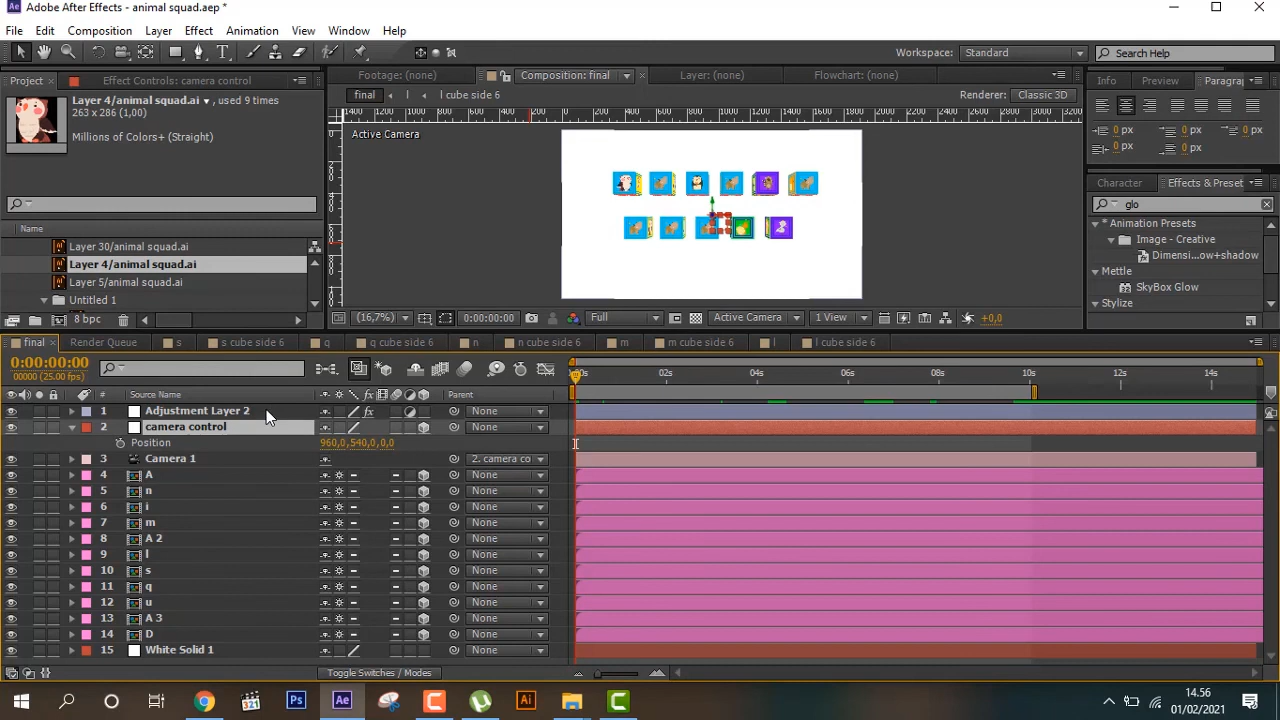 Adobe After Effects - animal squad.aep *
File Edit Composition Layer Effect Animation View Window Help
Workspace: Standard Search Help
Project Effect Controls: camera control
Footage: (none) Composition: final Layer: (none) Flowchart: (none)
Info Preview Paragra
Layer 4/animal squad.ai ▾, used 9 times
263 x 286 (1,00)
Millions of Colors+ (Straight)
final l l cube side 6 Renderer: Classic 3D
Active Camera
0 px 0 px 0 px
0 px 0 px
Character Effects & Preset
glo
* Animation Presets
Image - Creative
Dimensi...ow+shadow
Mettle
SkyBox Glow
Stylize
Name
Layer 30/animal squad.ai
Layer 4/animal squad.ai
Layer 5/animal squad.ai
Untitled 1
8 bpc
(16,7%) 0:00:00:00 Full Active Camera 1 View +0,0
final Render Queue s s cube side 6 q q cube side 6 n n cube side 6 m m cube side 6 l l cube side 6
0:00:00:00
00000 (25.00 fps)
02s 04s 06s 08s 10s 12s 14s
# Source Name Parent
1 Adjustment Layer 2 None
2 camera control None
Position 960,0,540,0,0,0
3 Camera 1 2. camera co
4 A None
5 n None
6 i None
7 m None
8 A 2 None
9 l None
10 s None
11 q None
12 u None
13 A 3 None
14 D None
15 White Solid 1 None
Toggle Switches / Modes
14.56
01/02/2021